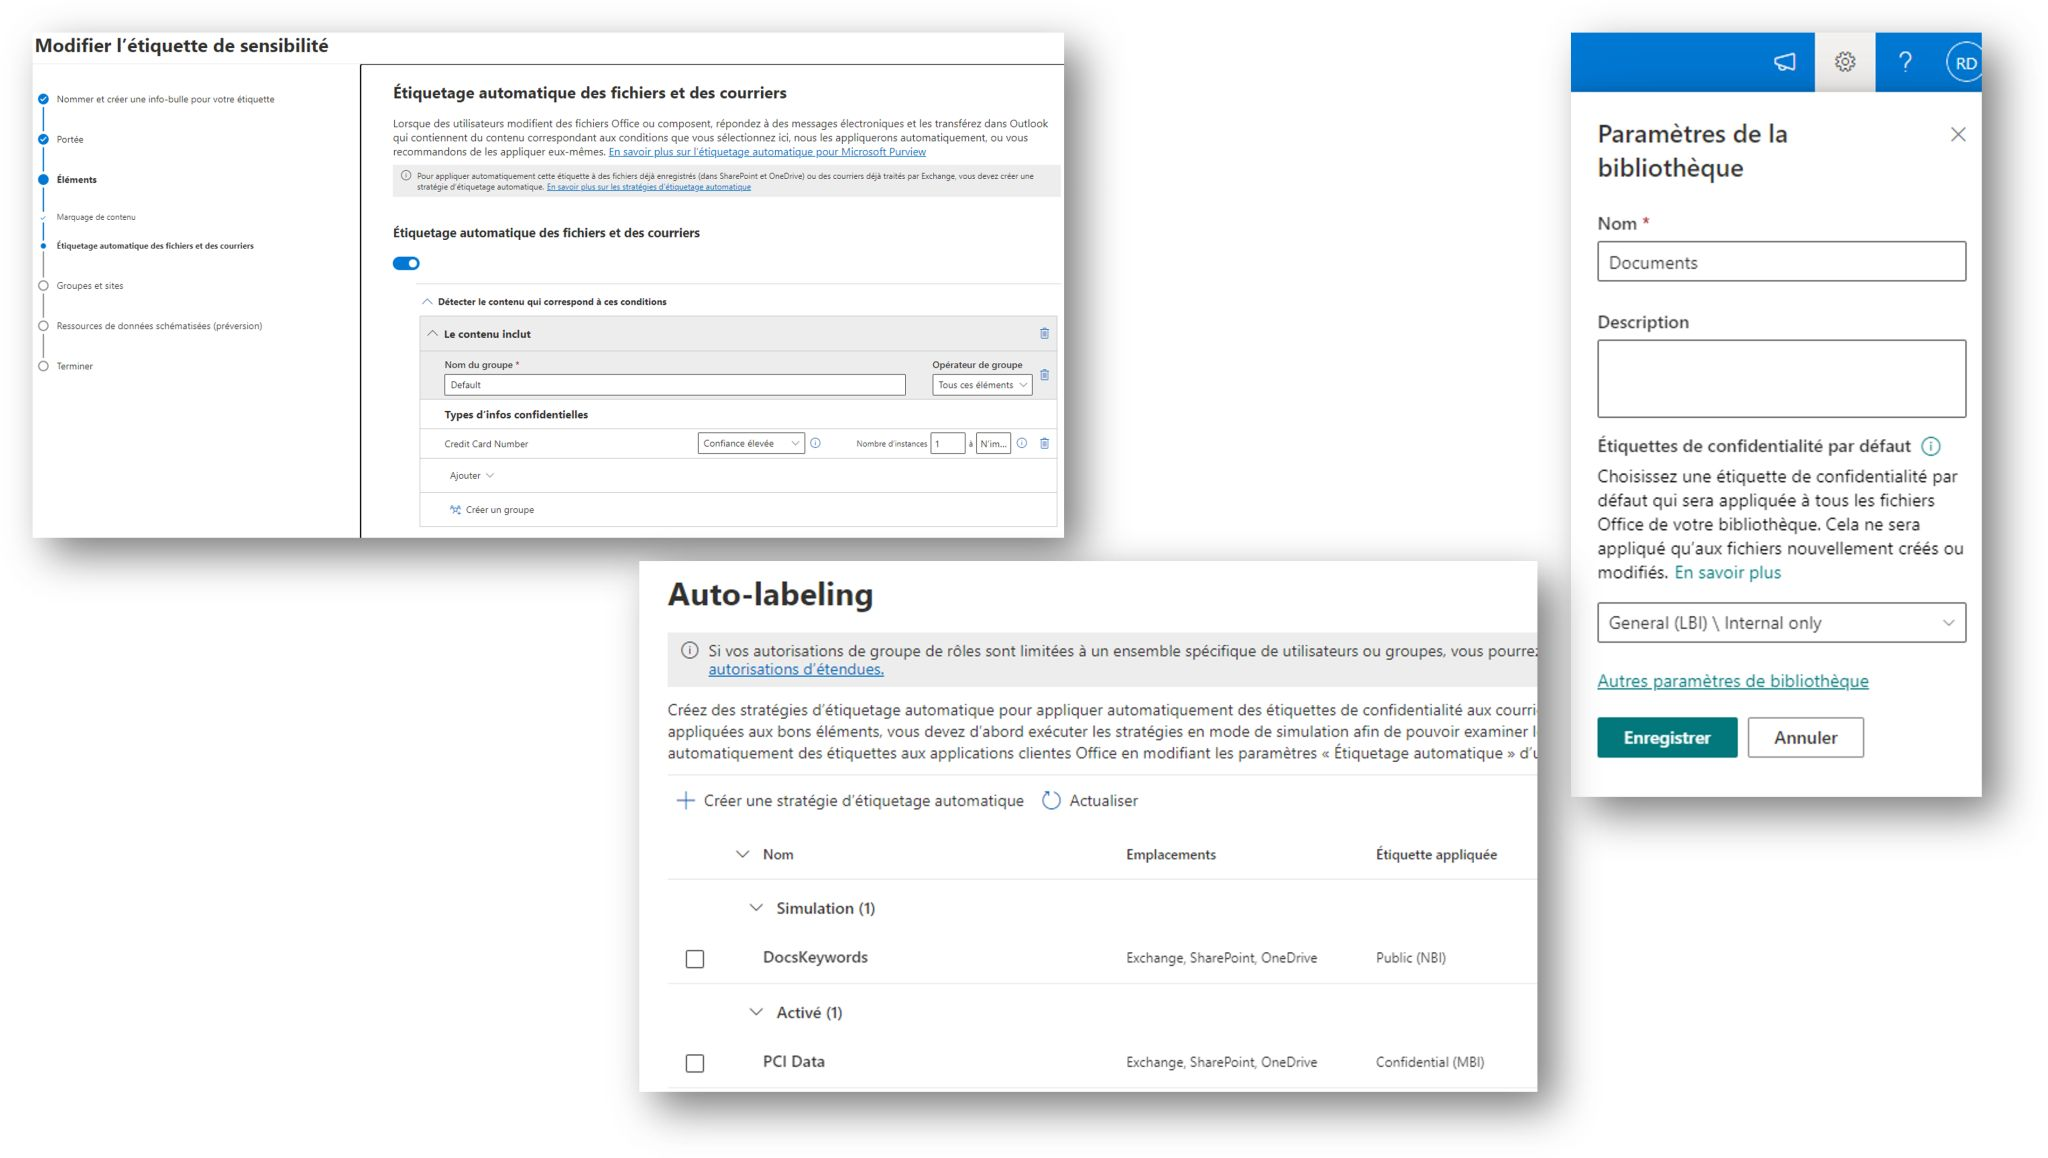 Modifier l'étiquette de sensibilité
Nommer et créer une info-bulle pour votre étiquette
Portée
Éléments
Marquage de contenu
Étiquetage automatique des fichiers et des courriers
Groupes et sites
Ressources de données schématisées (préversion)
Terminer
Étiquetage automatique des fichiers et des courriers
Lorsque des utilisateurs modifient des fichiers Office ou composent, répondez à des messages électroniques et les transférez dans Outlook
qui contiennent du contenu correspondant aux conditions que vous sélectionnez ici, nous les appliquerons automatiquement, ou vous
recommandons de les appliquer eux-mêmes. En savoir plus sur l'étiquetage automatique pour Microsoft Purview
Pour appliquer automatiquement cette étiquette à des fichiers déjà enregistrés (dans SharePoint et OneDrive) ou des courriers déjà traités par Exchange, vous devez créer une
stratégie d'étiquetage automatique. En savoir plus sur les stratégies d'étiquetage automatique
Étiquetage automatique des fichiers et des courriers
Détecter le contenu qui correspond à ces conditions
Le contenu inclut
Nom du groupe * Opérateur de groupe
Default Tous ces éléments
Types d'infos confidentielles
Credit Card Number Confiance élevée Nombre d'instances 1 à N'im...
Ajouter
Créer un groupe
Auto-labeling
Si vos autorisations de groupe de rôles sont limitées à un ensemble spécifique de utilisateurs ou groupes, vous pourrez
autorisations d'étendues.
Créez des stratégies d'étiquetage automatique pour appliquer automatiquement des étiquettes de confidentialité aux courri
appliquées aux bons éléments, vous devez d'abord exécuter les stratégies en mode de simulation afin de pouvoir examiner l
automatiquement des étiquettes aux applications clientes Office en modifiant les paramètres « Étiquetage automatique » d'u
Créer une stratégie d'étiquetage automatique Actualiser
Nom Emplacements Étiquette appliquée
Simulation (1)
DocsKeywords Exchange, SharePoint, OneDrive Public (NBI)
Activé (1)
PCI Data Exchange, SharePoint, OneDrive Confidential (MBI)
? RD
Paramètres de la
bibliothèque
Nom *
Documents
Description
Étiquettes de confidentialité par défaut
Choisissez une étiquette de confidentialité par
défaut qui sera appliquée à tous les fichiers
Office de votre bibliothèque. Cela ne sera
appliqué qu'aux fichiers nouvellement créés ou
modifiés. En savoir plus
General (LBI) \ Internal only
Autres paramètres de bibliothèque
Enregistrer Annuler